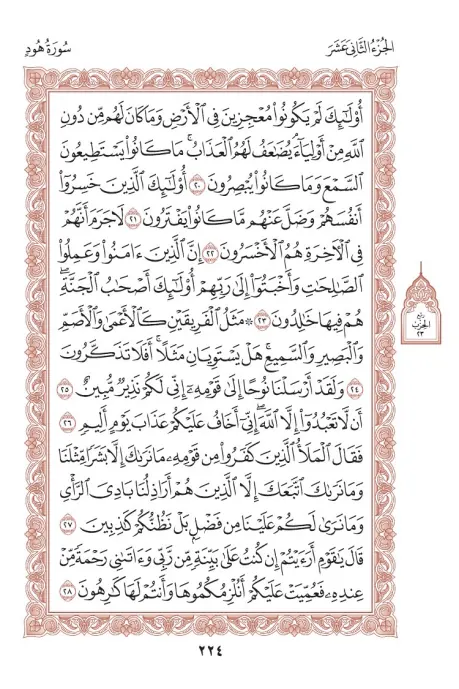 الجُزْءُ الثَّانِي عَشَرَ
سُورَةُ هُودٍ
أُوْلَٰٓئِكَ لَمْ يَكُونُواْ مُعْجِزِينَ فِي ٱلْأَرْضِ وَمَا كَانَ لَهُم مِّن دُونِ
ٱللَّهِ مِنْ أَوْلِيَآءَۘ يُضَٰعَفُ لَهُمُ ٱلْعَذَابُۚ مَا كَانُواْ يَسْتَطِيعُونَ
ٱلسَّمْعَ وَمَا كَانُواْ يُبْصِرُونَ ٢٠ أُوْلَٰٓئِكَ ٱلَّذِينَ خَسِرُوٓاْ
أَنفُسَهُمْ وَضَلَّ عَنْهُم مَّا كَانُواْ يَفْتَرُونَ ٢١ لَا جَرَمَ أَنَّهُمْ
فِي ٱلْأٓخِرَةِ هُمُ ٱلْأَخْسَرُونَ ٢٢ إِنَّ ٱلَّذِينَ ءَامَنُواْ وَعَمِلُواْ
ٱلصَّٰلِحَٰتِ وَأَخْبَتُوٓاْ إِلَىٰ رَبِّهِمْ أُوْلَٰٓئِكَ أَصْحَٰبُ ٱلْجَنَّةِۖ
هُمْ فِيهَا خَٰلِدُونَ ٢٣ ۞ مَثَلُ ٱلْفَرِيقَيْنِ كَٱلْأَعْمَىٰ وَٱلْأَصَمِّ
وَٱلْبَصِيرِ وَٱلسَّمِيعِۚ هَلْ يَسْتَوِيَانِ مَثَلًاۚ أَفَلَا تَذَكَّرُونَ
٢٤ وَلَقَدْ أَرْسَلْنَا نُوحًا إِلَىٰ قَوْمِهِۦٓ إِنِّي لَكُمْ نَذِيرٌ مُّبِينٌ ٢٥
أَن لَّا تَعْبُدُوٓاْ إِلَّا ٱللَّهَۖ إِنِّيٓ أَخَافُ عَلَيْكُمْ عَذَابَ يَوْمٍ أَلِيمٍ ٢٦
فَقَالَ ٱلْمَلَأُ ٱلَّذِينَ كَفَرُواْ مِن قَوْمِهِۦ مَا نَرَىٰكَ إِلَّا بَشَرًا مِّثْلَنَا
وَمَا نَرَىٰكَ ٱتَّبَعَكَ إِلَّا ٱلَّذِينَ هُمْ أَرَاذِلُنَا بَادِيَ ٱلرَّأْيِ
وَمَا نَرَىٰ لَكُمْ عَلَيْنَا مِن فَضْلٍۭ بَلْ نَظُنُّكُمْ كَٰذِبِينَ ٢٧
قَالَ يَٰقَوْمِ أَرَءَيْتُمْ إِن كُنتُ عَلَىٰ بَيِّنَةٍ مِّن رَّبِّي وَءَاتَىٰنِي رَحْمَةً مِّنْ
عِندِهِۦ فَعُمِّيَتْ عَلَيْكُمْ أَنُلْزِمُكُمُوهَا وَأَنتُمْ لَهَا كَٰرِهُونَ ٢٨
ربع
الحزب
٢٣
٢٢٤